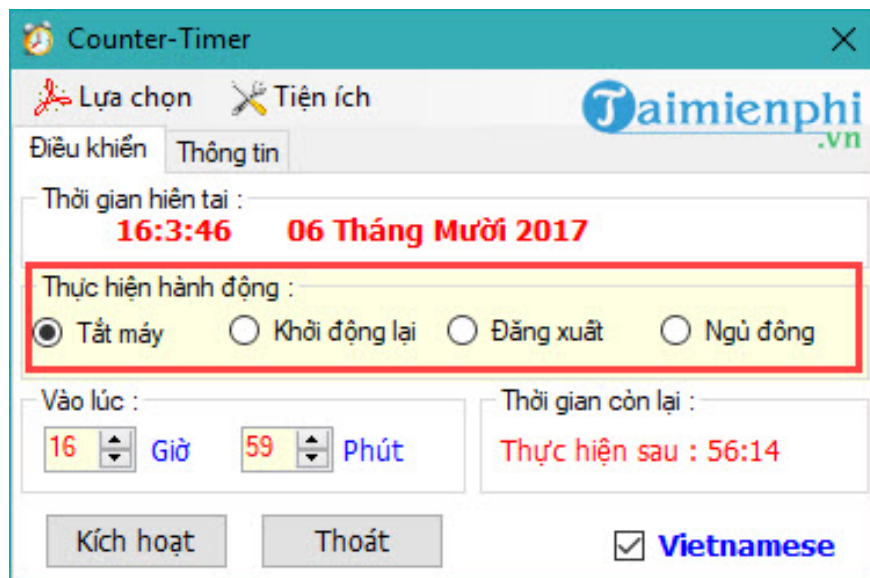 Counter-Timer
Lựa chọn Tiện ích
Taimienphi
.vn
Điều khiển Thông tin
Thời gian hiên tai :
16:3:46 06 Tháng Mười 2017
Thực hiện hành động :
Tắt máy Khởi động lại Đăng xuất Ngủ đông
Vào lúc : Thời gian còn lại :
16 Giờ 59 Phút Thực hiện sau : 56:14
Kích hoạt Thoát Vietnamese